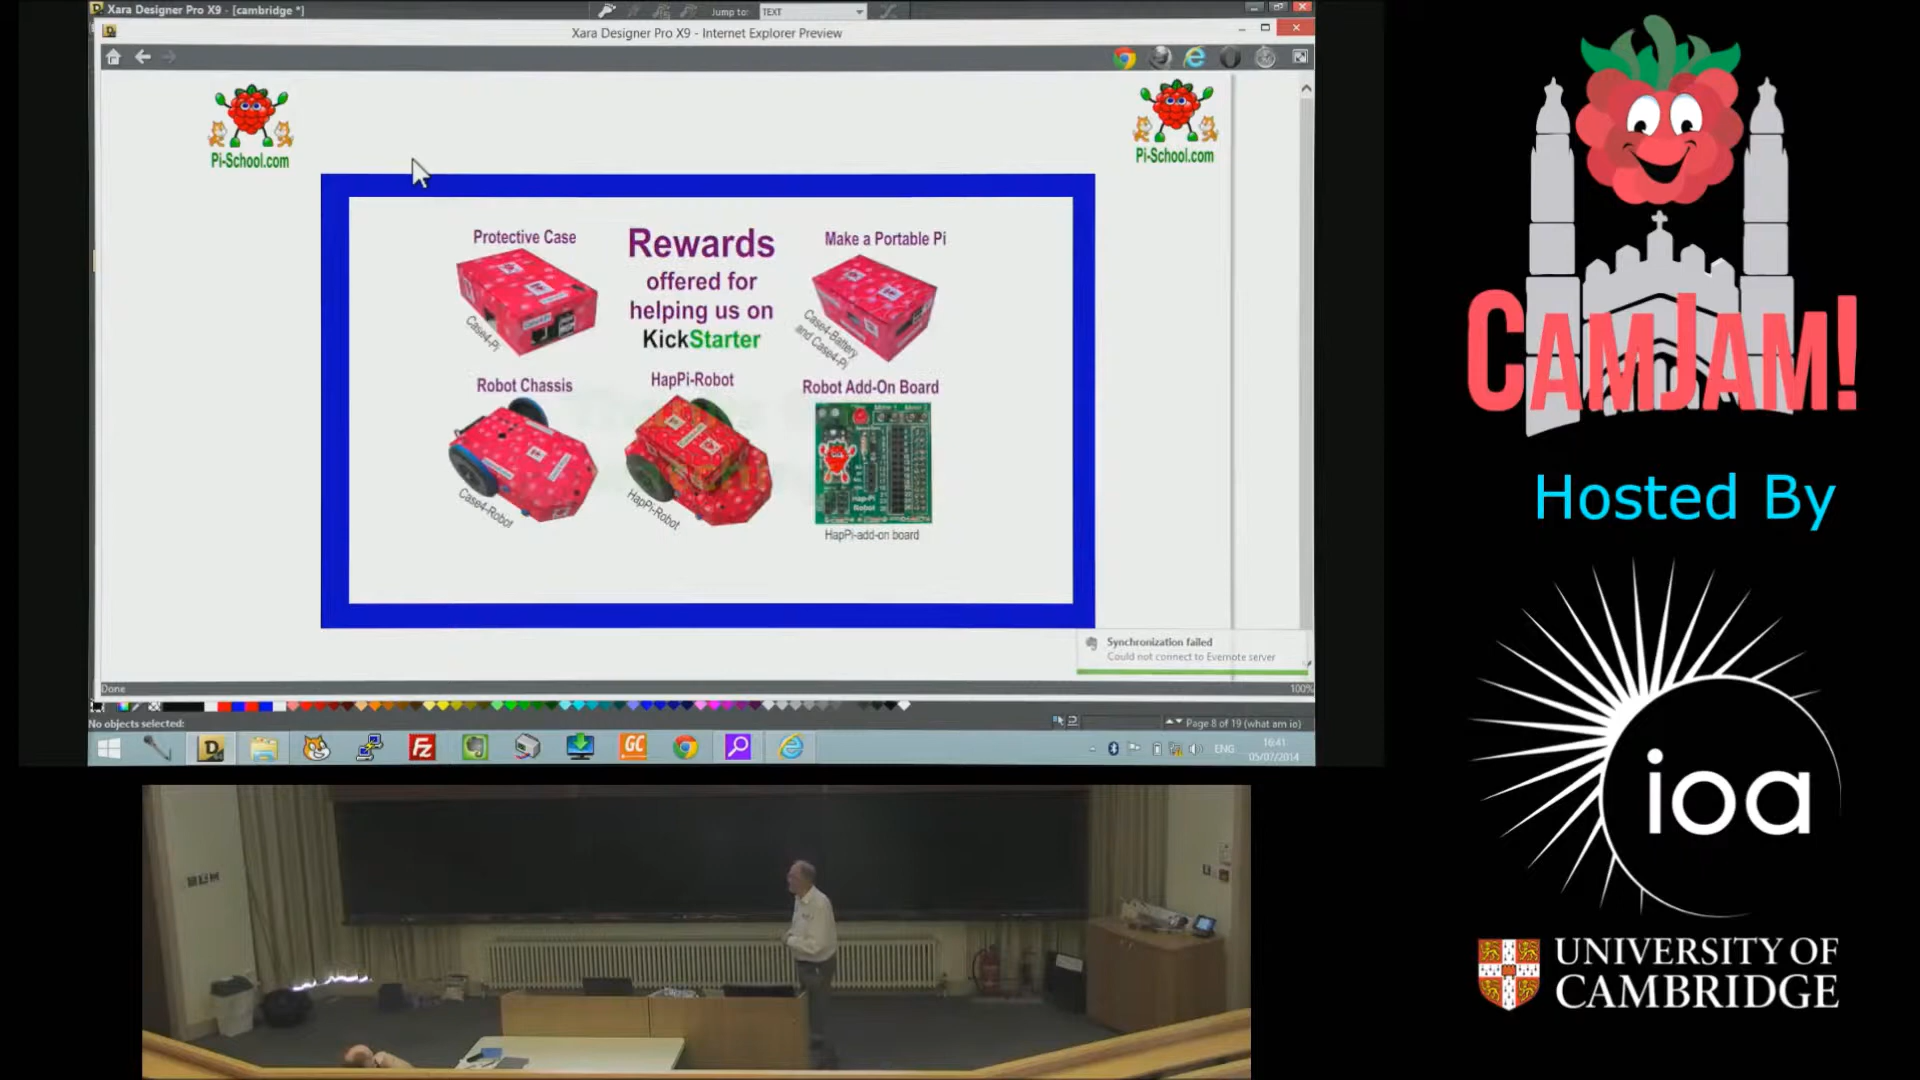 Xara Designer Pro X9 - [cambridge *]
Jump to:
TEXT
Xara Designer Pro X9 - Internet Explorer Preview
Pi-School.com
Pi-School.com
Protective Case
Rewards
offered for
helping us on
KickStarter
Make a Portable Pi
Case4-Pi
Case4-Battery
and Case4-Pi
Robot Chassis
HapPi-Robot
Robot Add-On Board
Case4-Robot
HapPi-Robot
HapPi-add-on board
Synchronization failed
Could not connect to Evernote server
Done
100%
No objects selected:
Page 8 of 19 (what am io)
D
FZ
GC
ENG
16:41
05/07/2014
CAMJAM!
Hosted By
ioa
UNIVERSITY OF
CAMBRIDGE